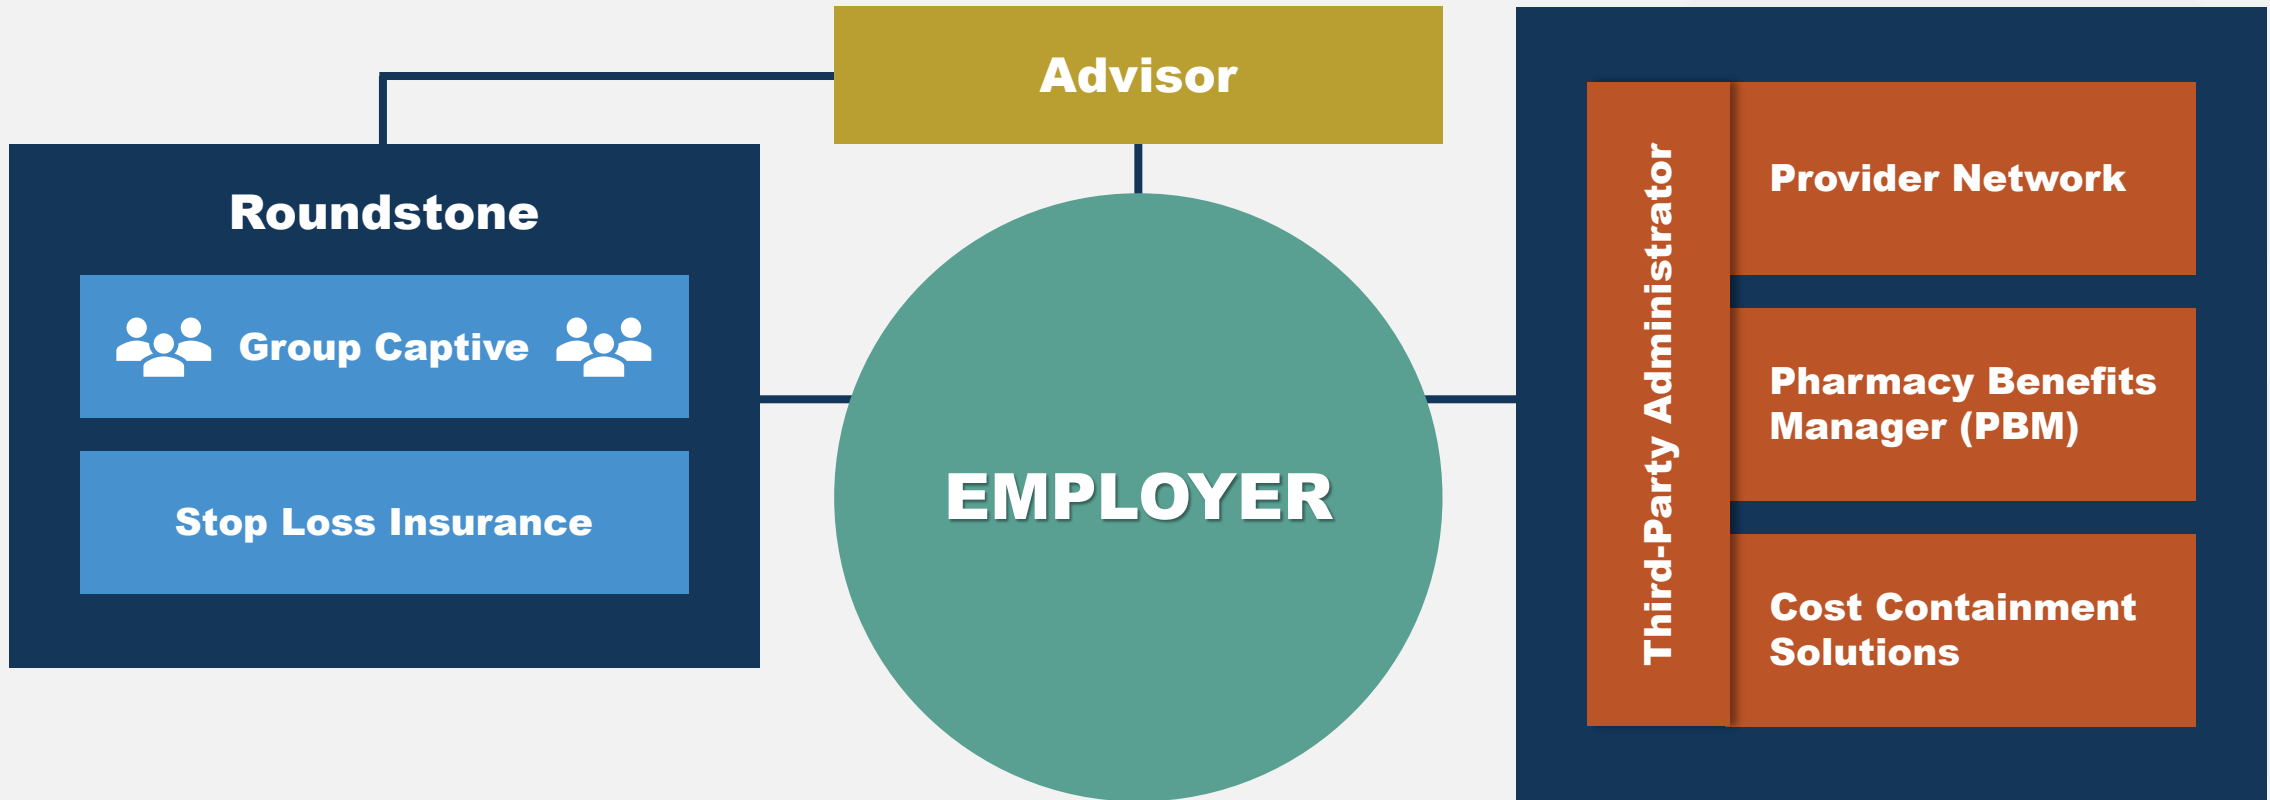 Advisor
Roundstone
Group Captive
Stop Loss Insurance
EMPLOYER
Third-Party Administrator
Provider Network
Pharmacy Benefits
Manager (PBM)
Cost Containment
Solutions